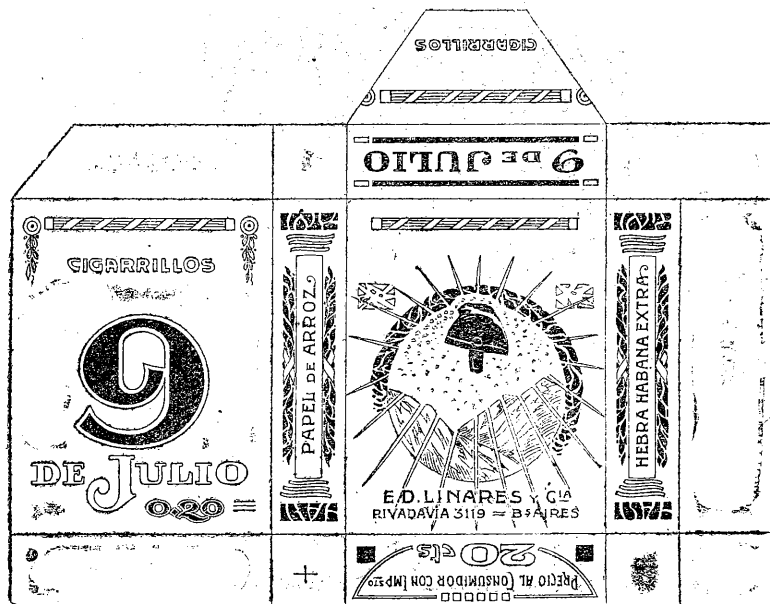 CIGARRILLOS
9 DE JULIO
CIGARRILLOS
9
DE JULIO
0.20
PAPEL DE ARROZ
E.D. LINARES Y CIA
RIVADAVIA 3119 = Bs AIRES
HEBRA HABANA EXTRA
20 cts
PRECIO AL CONSUMIDOR CON IMPto